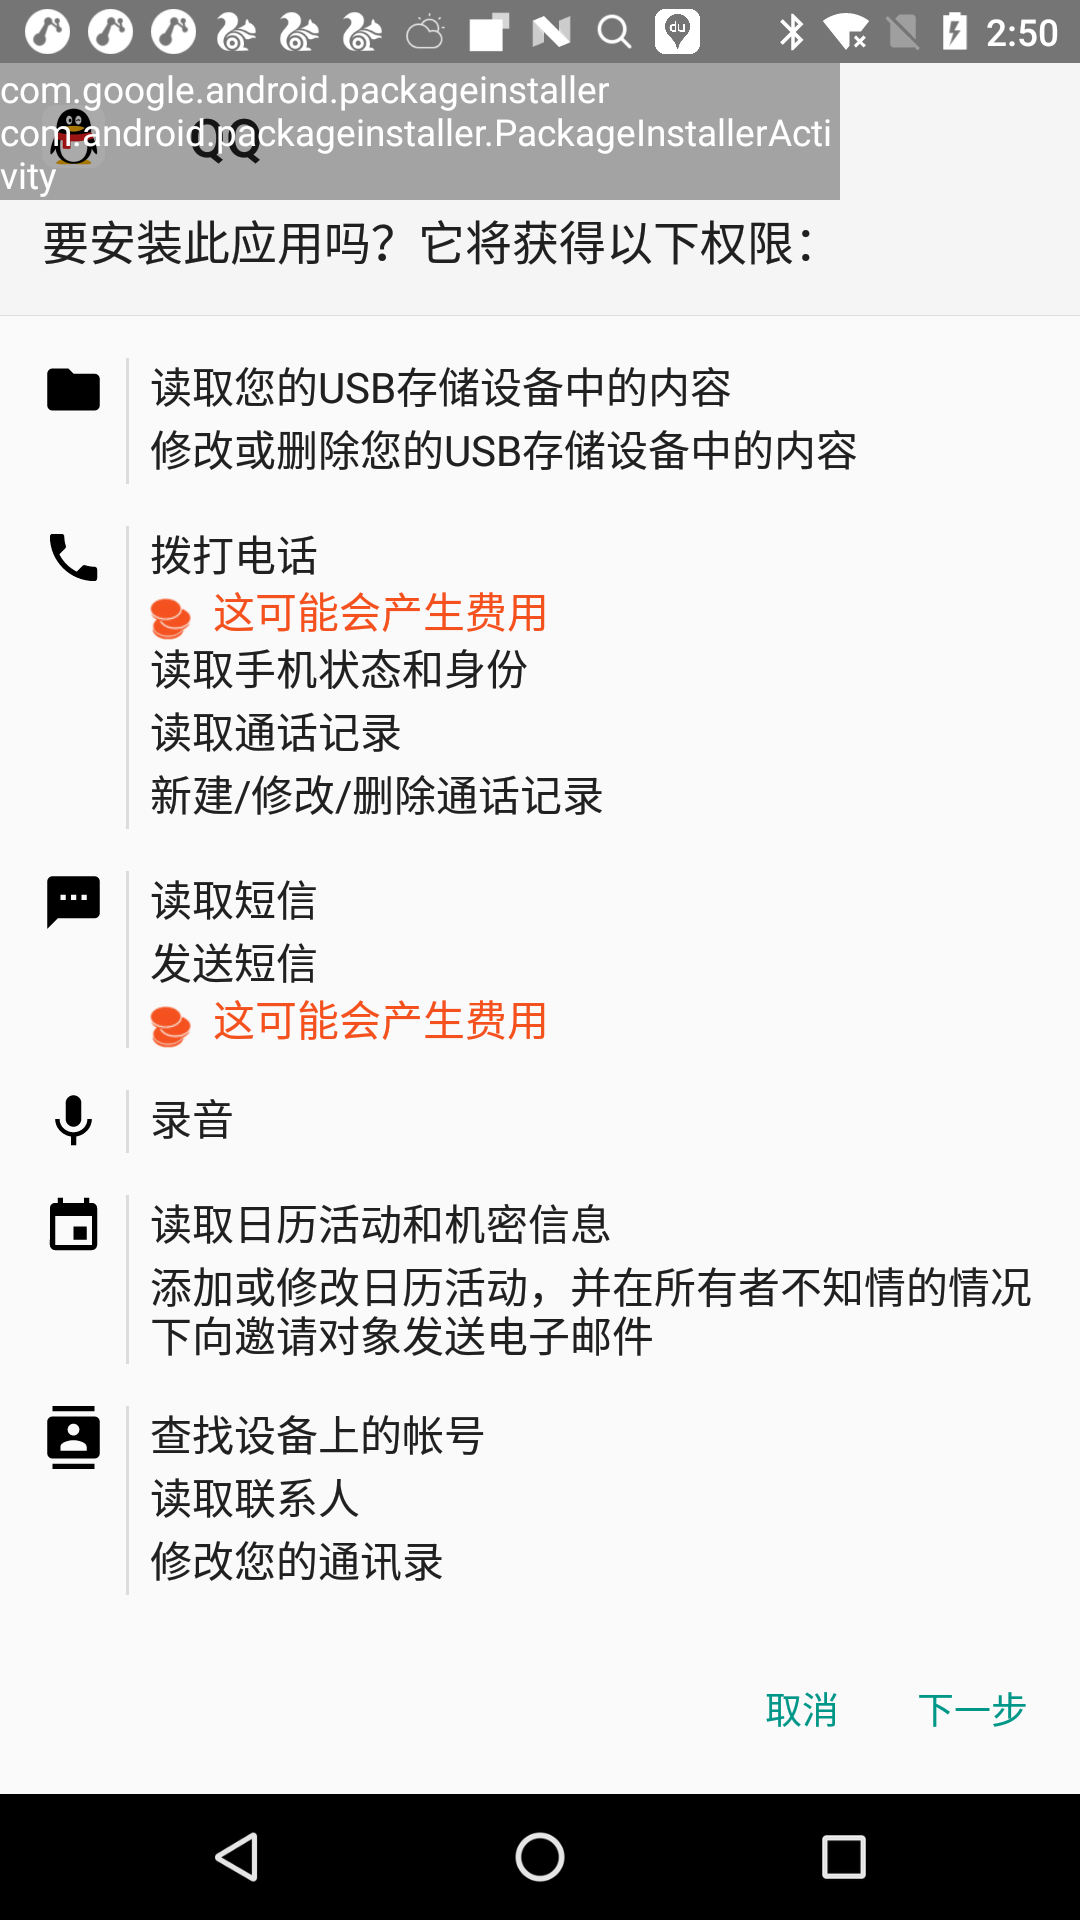 2:50
com.google.android.packageinstaller
com.android.packageinstaller.PackageInstallerActi
vity
QQ
要安装此应用吗？它将获得以下权限：
读取您的USB存储设备中的内容
修改或删除您的USB存储设备中的内容
拨打电话
这可能会产生费用
读取手机状态和身份
读取通话记录
新建/修改/删除通话记录
读取短信
发送短信
这可能会产生费用
录音
读取日历活动和机密信息
添加或修改日历活动，并在所有者不知情的情况
下向邀请对象发送电子邮件
查找设备上的帐号
读取联系人
修改您的通讯录
取消 下一步